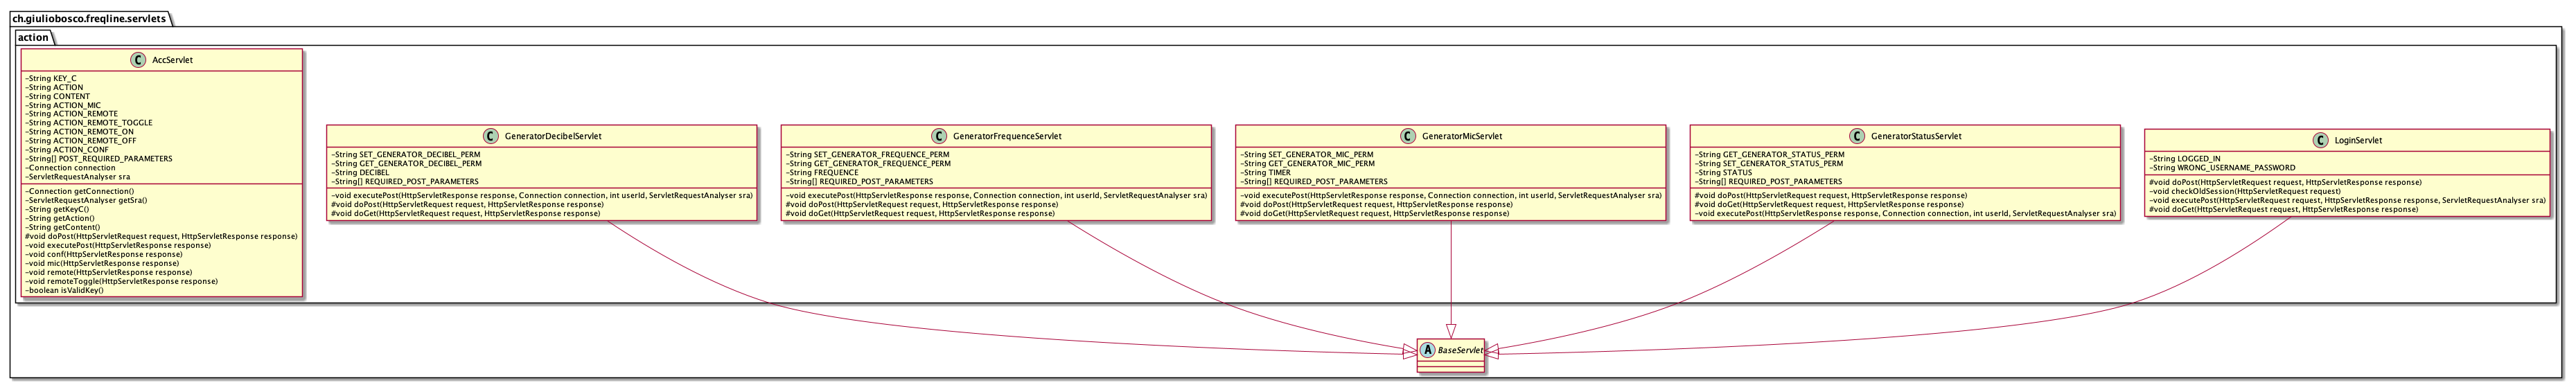 ch.giuliobosco.freqline.servlets
action
C AccServlet
-String KEY_C
-String ACTION
-String CONTENT
-String ACTION_MIC
-String ACTION_REMOTE
-String ACTION_REMOTE_TOGGLE
-String ACTION_REMOTE_ON
-String ACTION_REMOTE_OFF
-String ACTION_CONF
-String[] POST_REQUIRED_PARAMETERS
-Connection connection
-ServletRequestAnalyser sra
-Connection getConnection()
-ServletRequestAnalyser getSra()
-String getKeyC()
-String getAction()
-String getContent()
#void doPost(HttpServletRequest request, HttpServletResponse response)
-void executePost(HttpServletResponse response)
-void conf(HttpServletResponse response)
-void mic(HttpServletResponse response)
-void remote(HttpServletResponse response)
-void remoteToggle(HttpServletResponse response)
-boolean isValidKey()
C GeneratorDecibelServlet
-String SET_GENERATOR_DECIBEL_PERM
-String GET_GENERATOR_DECIBEL_PERM
-String DECIBEL
-String[] REQUIRED_POST_PARAMETERS
-void executePost(HttpServletResponse response, Connection connection, int userId, ServletRequestAnalyser sra)
#void doPost(HttpServletRequest request, HttpServletResponse response)
#void doGet(HttpServletRequest request, HttpServletResponse response)
C GeneratorFrequenceServlet
-String SET_GENERATOR_FREQUENCE_PERM
-String GET_GENERATOR_FREQUENCE_PERM
-String FREQUENCE
-String[] REQUIRED_POST_PARAMETERS
-void executePost(HttpServletResponse response, Connection connection, int userId, ServletRequestAnalyser sra)
#void doPost(HttpServletRequest request, HttpServletResponse response)
#void doGet(HttpServletRequest request, HttpServletResponse response)
C GeneratorMicServlet
-String SET_GENERATOR_MIC_PERM
-String GET_GENERATOR_MIC_PERM
-String TIMER
-String[] REQUIRED_POST_PARAMETERS
-void executePost(HttpServletResponse response, Connection connection, int userId, ServletRequestAnalyser sra)
#void doPost(HttpServletRequest request, HttpServletResponse response)
#void doGet(HttpServletRequest request, HttpServletResponse response)
C GeneratorStatusServlet
-String GET_GENERATOR_STATUS_PERM
-String SET_GENERATOR_STATUS_PERM
-String STATUS
-String[] REQUIRED_POST_PARAMETERS
#void doPost(HttpServletRequest request, HttpServletResponse response)
#void doGet(HttpServletRequest request, HttpServletResponse response)
-void executePost(HttpServletResponse response, Connection connection, int userId, ServletRequestAnalyser sra)
C LoginServlet
-String LOGGED_IN
-String WRONG_USERNAME_PASSWORD
#void doPost(HttpServletRequest request, HttpServletResponse response)
-void checkOldSession(HttpServletRequest request)
-void executePost(HttpServletRequest request, HttpServletResponse response, ServletRequestAnalyser sra)
#void doGet(HttpServletRequest request, HttpServletResponse response)
A BaseServlet